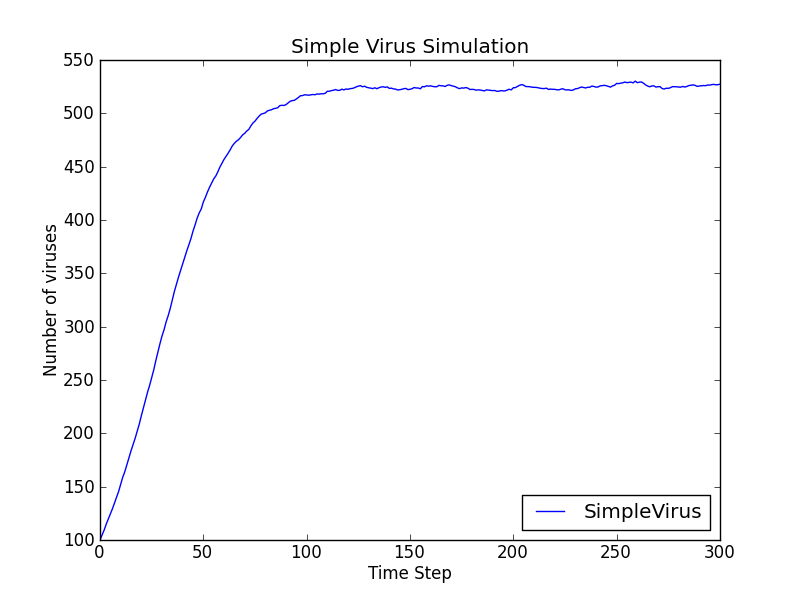 Simple Virus Simulation
550
500
450
400
350
300
250
200
150
100
Number of viruses
SimpleVirus
0 50 100 150 200 250 300
Time Step